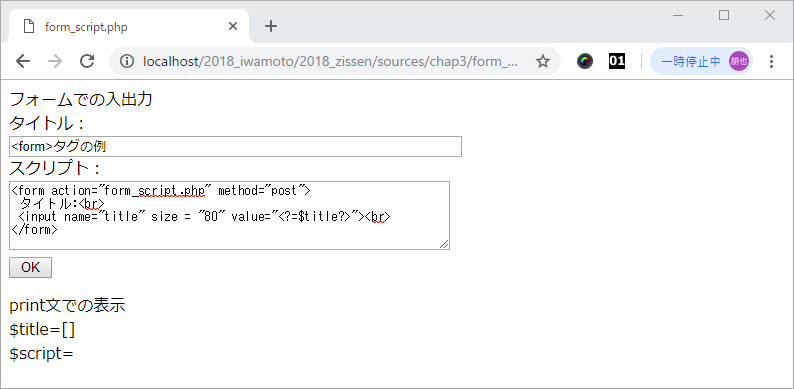 form_script.php
localhost/2018_iwamoto/2018_zissen/sources/chap3/form_...
01
一時停止中
朋也
フォームでの入出力
タイトル：
<form>タグの例
スクリプト：
<form action="form_script.php" method="post">
タイトル:<br>
<input name="title" size = "80" value="<?=$title?>"><br>
</form>
OK
print文での表示
$title=[]
$script=